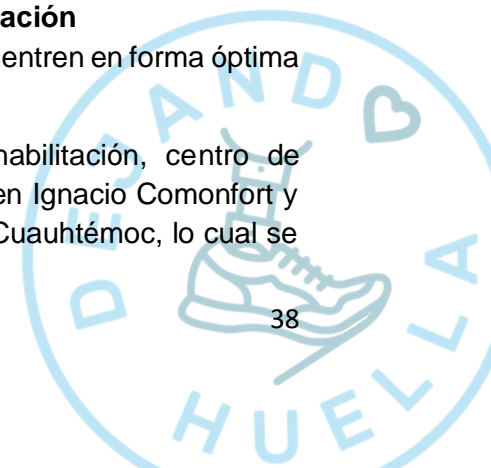 ación
entren en forma óptima
habilitación, centro de
en Ignacio Comonfort y
Cuauhtémoc, lo cual se
38
DEJANDO
HUELLA